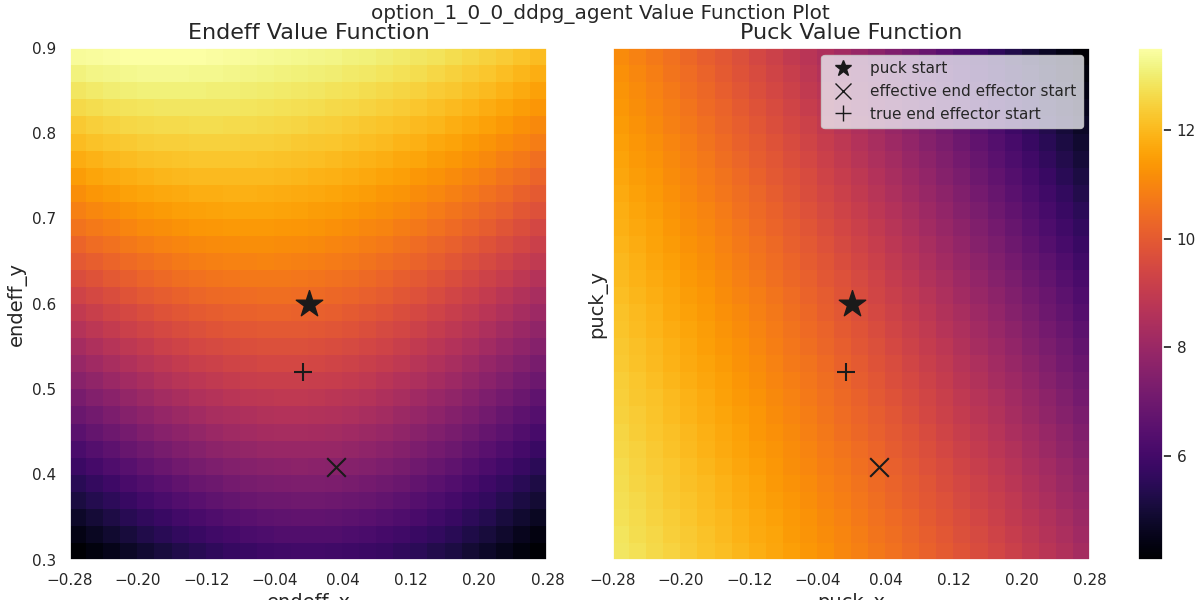 option_1_0_0_ddpg_agent Value Function Plot
Endeff Value Function
Puck Value Function
puck start
effective end effector start
true end effector start
0.9
0.8
0.7
0.6
0.5
0.4
0.3
endeff_y
−0.28 −0.20 −0.12 −0.04 0.04 0.12 0.20 0.28
endeff_x
puck_y
−0.28 −0.20 −0.12 −0.04 0.04 0.12 0.20 0.28
puck_x
12
10
8
6